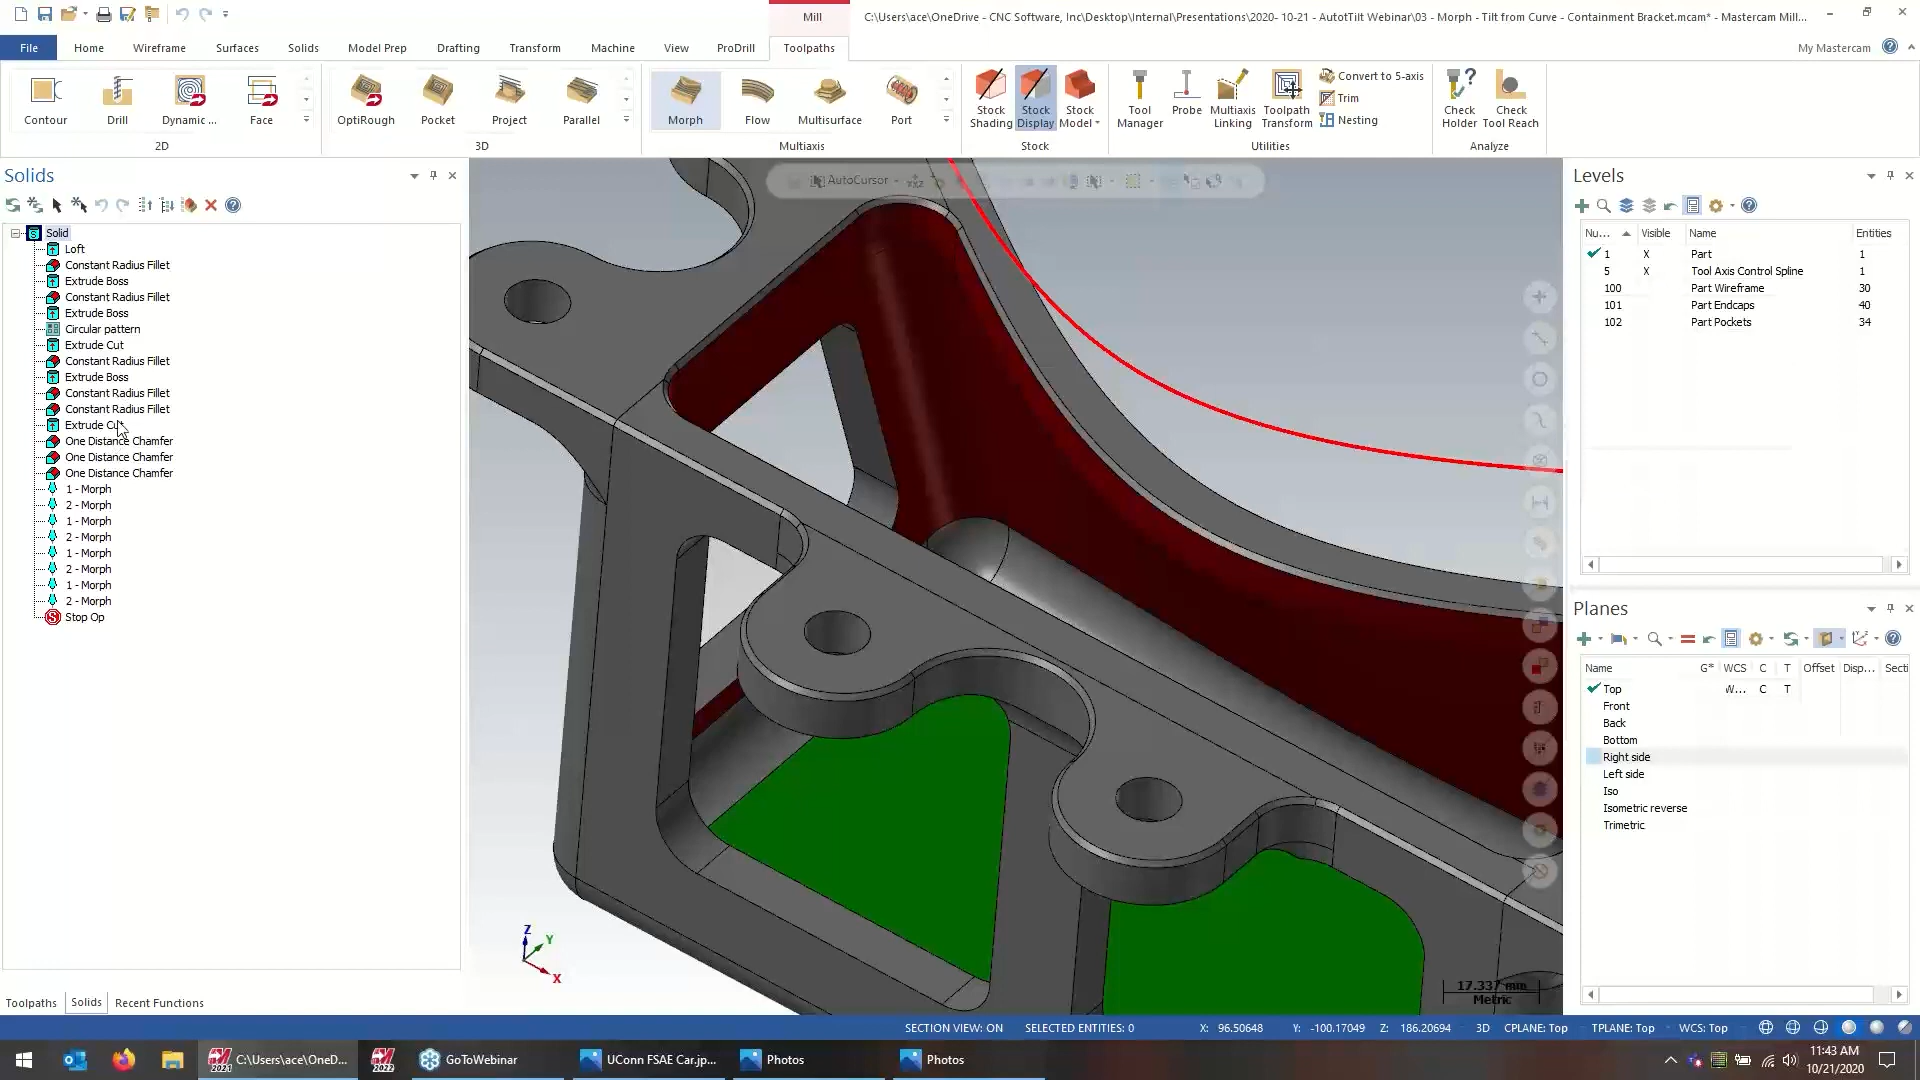 Mill
C:\Users\ace\OneDrive - CNC Software, Inc\Desktop\Internal\Presentations\2020- 10-21 - AutotTilt Webinar\03 - Morph - Tilt from Curve - Containment Bracket.mcam* - Mastercam Mill...
File Home Wireframe Surfaces Solids Model Prep Drafting Transform Machine View ProDrill Toolpaths My Mastercam
Contour Drill Dynamic ... Face OptiRough Pocket Project Parallel Morph Flow Multisurface Port
Stock Shading Stock Display Stock Model Tool Manager Probe Multiaxis Linking Toolpath Transform
Convert to 5-axis
Trim
Nesting
Check Holder Check Tool Reach
2D 3D Multiaxis Stock Utilities Analyze
Solids
Solid
Loft
Constant Radius Fillet
Extrude Boss
Constant Radius Fillet
Extrude Boss
Circular pattern
Extrude Cut
Constant Radius Fillet
Extrude Boss
Constant Radius Fillet
Constant Radius Fillet
Extrude Cut
One Distance Chamfer
One Distance Chamfer
One Distance Chamfer
1 - Morph
2 - Morph
1 - Morph
2 - Morph
1 - Morph
2 - Morph
1 - Morph
2 - Morph
Stop Op
Toolpaths Solids Recent Functions
AutoCursor
Z
Y
X
17.337 mm
Metric
Levels
Nu... Visible Name Entities
1 X Part 1
5 X Tool Axis Control Spline 1
100 Part Wireframe 30
101 Part Endcaps 40
102 Part Pockets 34
Planes
Name G* WCS C T Offset Disp... Secti
Top W... C T
Front
Back
Bottom
Right side
Left side
Iso
Isometric reverse
Trimetric
SECTION VIEW: ON SELECTED ENTITIES: 0 X: 96.50648 Y: -100.17049 Z: 186.20694 3D CPLANE: Top TPLANE: Top WCS: Top
2021 C:\Users\ace\OneD... 2022 GoToWebinar UConn FSAE Car.jp... Photos Photos
11:43 AM
10/21/2020